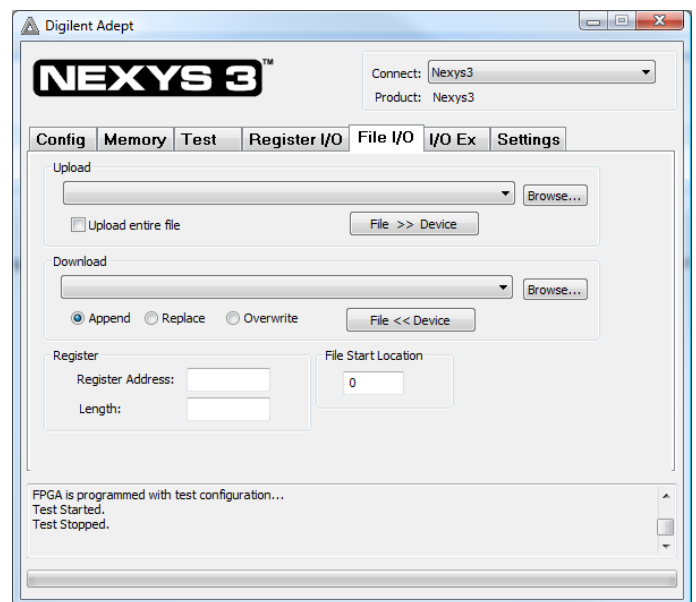 Digilent Adept
NEXYS 3™
Connect: Nexys3
Product: Nexys3
Config Memory Test Register I/O File I/O I/O Ex Settings
Upload
Browse...
Upload entire file File >> Device
Download
Browse...
Append Replace Overwrite File << Device
Register File Start Location
Register Address: 0
Length:
FPGA is programmed with test configuration...
Test Started.
Test Stopped.